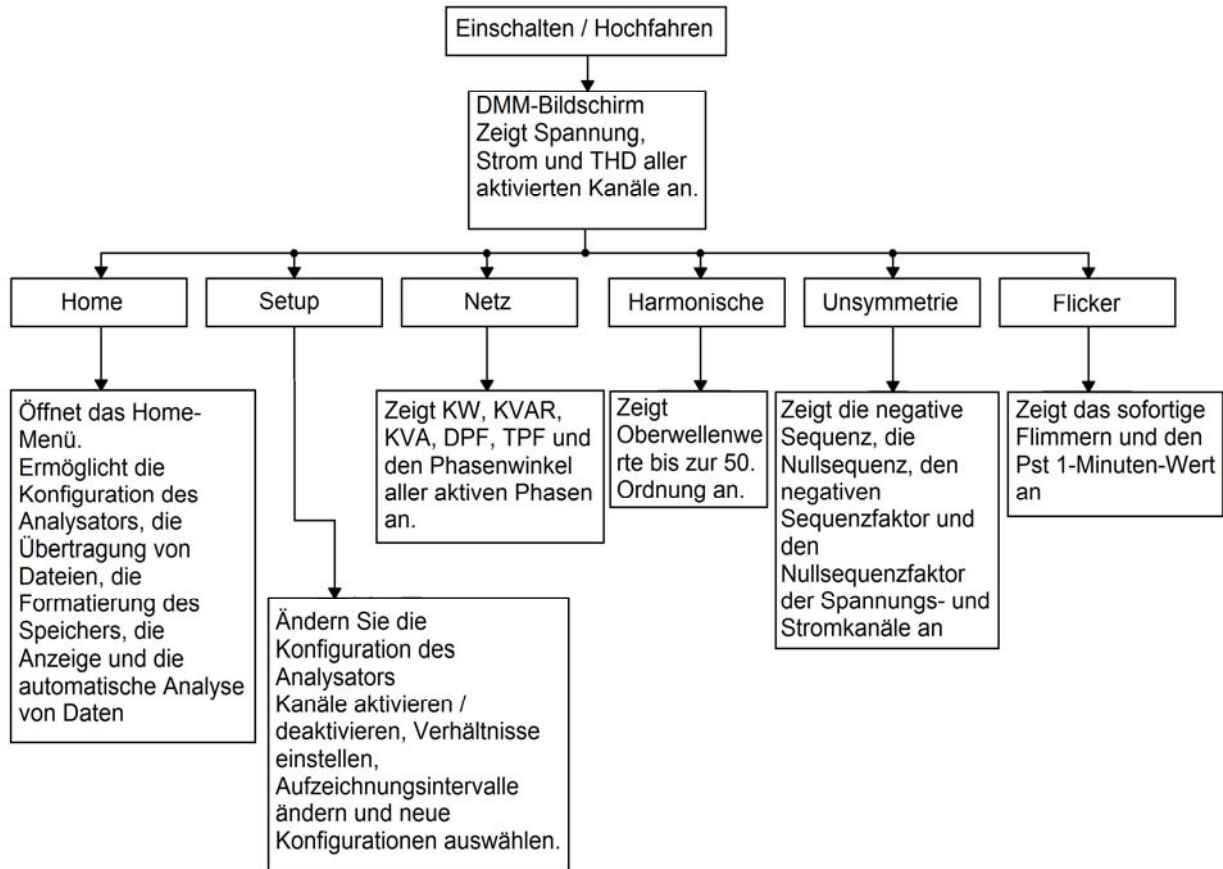 Einschalten / Hochfahren
DMM-Bildschirm
Zeigt Spannung,
Strom und THD aller
aktivierten Kanäle an.
Home
Setup
Netz
Harmonische
Unsymmetrie
Flicker
Öffnet das Home-
Menü.
Ermöglicht die
Konfiguration des
Analysators, die
Übertragung von
Dateien, die
Formatierung des
Speichers, die
Anzeige und die
automatische Analyse
von Daten
Ändern Sie die
Konfiguration des
Analysators
Kanäle aktivieren /
deaktivieren, Verhältnisse
einstellen,
Aufzeichnungsintervalle
ändern und neue
Konfigurationen auswählen.
Zeigt KW, KVAR,
KVA, DPF, TPF und
den Phasenwinkel
aller aktiven Phasen
an.
Zeigt
Oberwellenwe
rte bis zur 50.
Ordnung an.
Zeigt die negative
Sequenz, die
Nullsequenz, den
negativen
Sequenzfaktor und
den
Nullsequenzfaktor
der Spannungs- und
Stromkanäle an
Zeigt das sofortige
Flimmern und den
Pst 1-Minuten-Wert
an